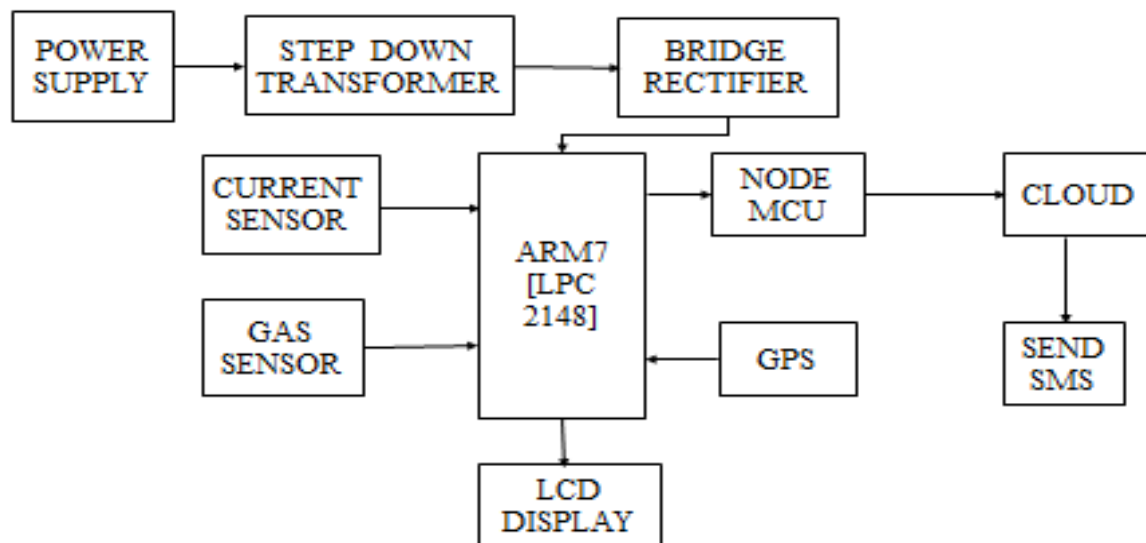 POWER
SUPPLY
STEP DOWN
TRANSFORMER
BRIDGE
RECTIFIER
CURRENT
SENSOR
ARM7
[LPC
2148]
NODE
MCU
CLOUD
GAS
SENSOR
GPS
SEND
SMS
LCD
DISPLAY